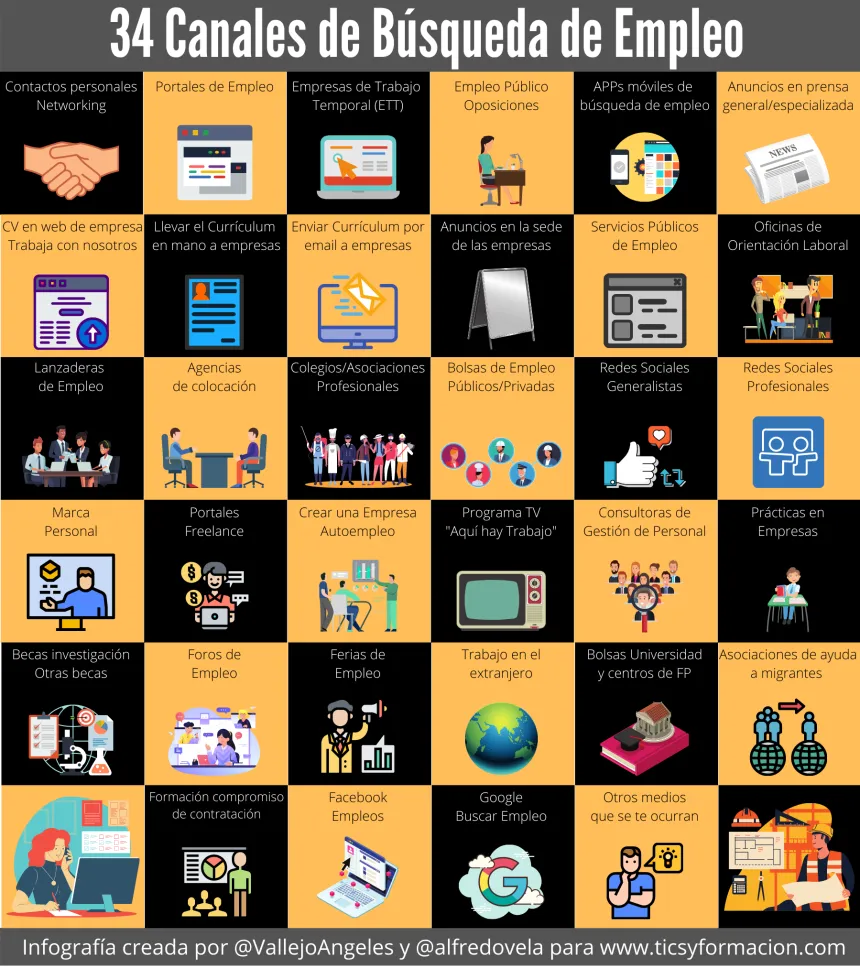 34 Canales de Búsqueda de Empleo
Contactos personales
Networking
Portales de Empleo
Empresas de Trabajo
Temporal (ETT)
Empleo Público
Oposiciones
APPs móviles de
búsqueda de empleo
Anuncios en prensa
general/especializada
NEWS
CV en web de empresa
Trabaja con nosotros
Llevar el Currículum
en mano a empresas
Enviar Currículum por
email a empresas
Anuncios en la sede
de las empresas
Servicios Públicos
de Empleo
Oficinas de
Orientación Laboral
Lanzaderas
de Empleo
Agencias
de colocación
Colegios/Asociaciones
Profesionales
Bolsas de Empleo
Públicos/Privadas
Redes Sociales
Generalistas
Redes Sociales
Profesionales
Marca
Personal
Portales
Freelance
Crear una Empresa
Autoempleo
Programa TV
"Aquí hay Trabajo"
Consultoras de
Gestión de Personal
Prácticas en
Empresas
Becas investigación
Otras becas
Foros de
Empleo
Ferias de
Empleo
Trabajo en el
extranjero
Bolsas Universidad
y centros de FP
Asociaciones de ayuda
a migrantes
Formación compromiso
de contratación
Facebook
Empleos
Google
Buscar Empleo
G
Otros medios
que se te ocurran
Infografía creada por @VallejoAngeles y @alfredovela para www.ticsyformacion.com